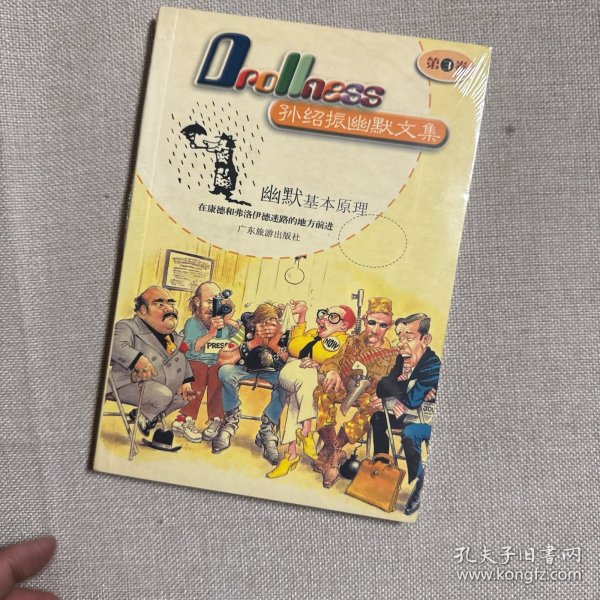 Drollness
第3卷
孙绍振幽默文集
幽默基本原理
在康德和弗洛伊德迷路的地方前进
广东旅游出版社
PRESS
NOW
孔夫子旧书网
www.kongfz.com